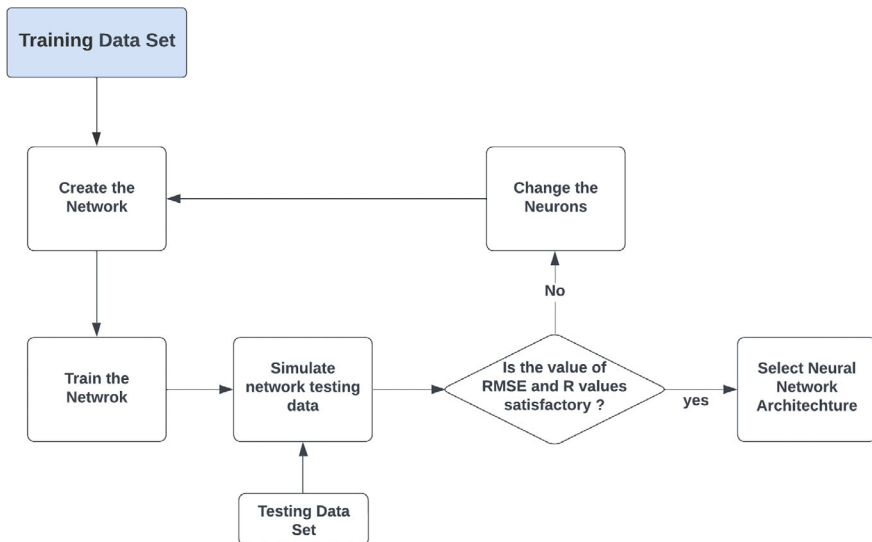 Training Data Set
Create the
Network
Change the
Neurons
No
Train the
Netwrok
Simulate
network testing
data
Is the value of
RMSE and R values
satisfactory ?
yes
Select Neural
Network
Architechture
Testing Data
Set